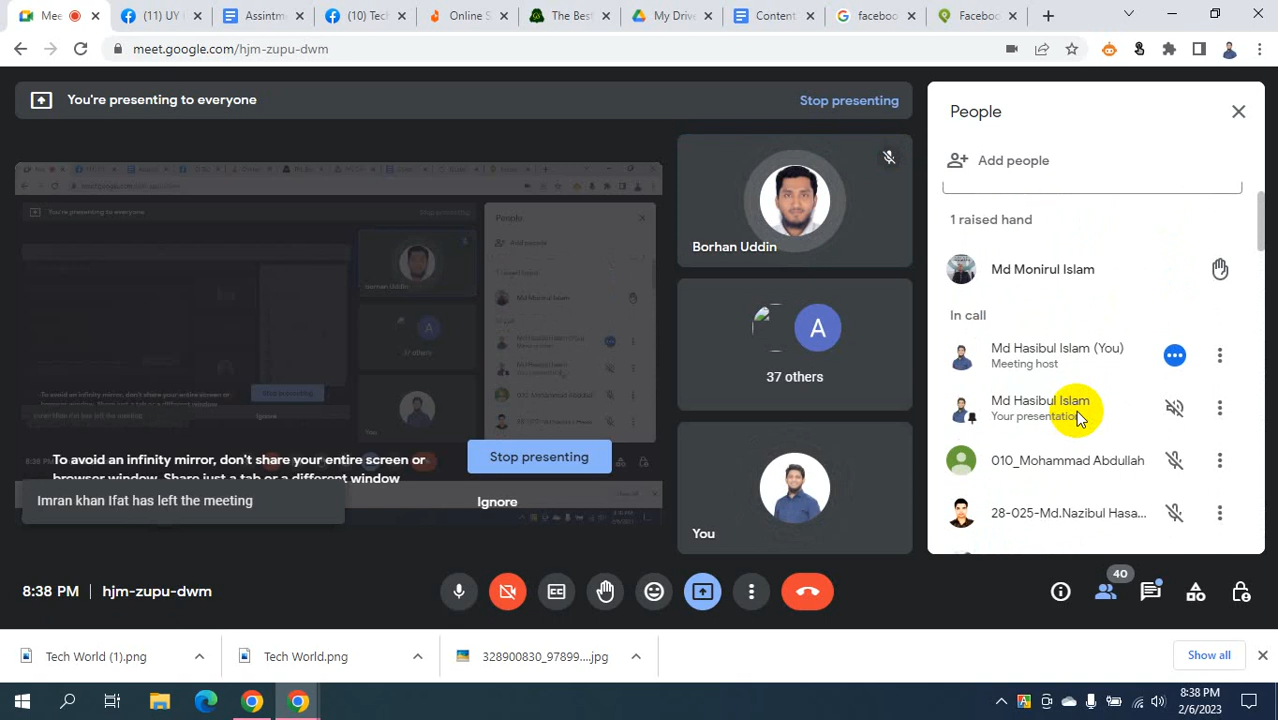 Mee
(11) UY
Assintm
(10) Tech
Online S
The Best
My Drive
Content
faceboo
Facebo
meet.google.com/hjm-zupu-dwm
You're presenting to everyone
Stop presenting
To avoid an infinity mirror, don't share your entire screen or
browser window. Share just a tab or a different window
Stop presenting
Ignore
Imran khan Ifat has left the meeting
Borhan Uddin
A
37 others
You
People
Add people
1 raised hand
Md Monirul Islam
In call
Md Hasibul Islam (You)
Meeting host
Md Hasibul Islam
Your presentation
010_Mohammad Abdullah
28-025-Md.Nazibul Hasa...
8:38 PM | hjm-zupu-dwm
40
Tech World (1).png
Tech World.png
328900830_97899....jpg
Show all
8:38 PM
2/6/2023